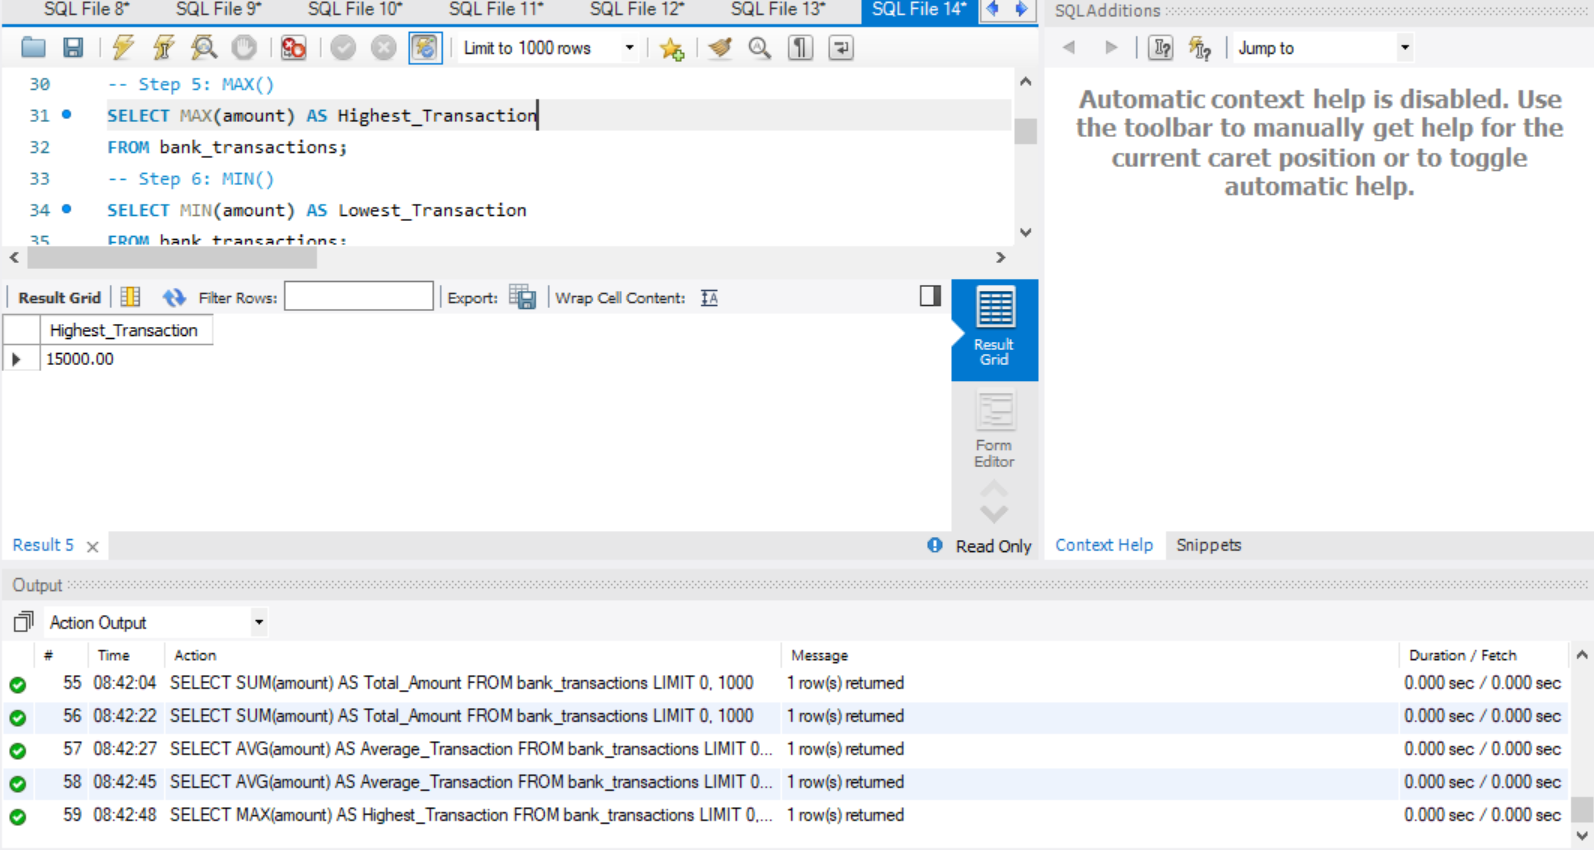 SQL File 8* SQL File 9* SQL File 10* SQL File 11* SQL File 12* SQL File 13* SQL File 14*
SQLAdditions
Limit to 1000 rows
Jump to
30 -- Step 5: MAX()
31 SELECT MAX(amount) AS Highest_Transaction
32 FROM bank_transactions;
33 -- Step 6: MIN()
34 SELECT MIN(amount) AS Lowest_Transaction
35 FROM bank_transactions;
Automatic context help is disabled. Use
the toolbar to manually get help for the
current caret position or to toggle
automatic help.
Result Grid Filter Rows: Export: Wrap Cell Content:
Highest_Transaction
15000.00
Result
Grid
Form
Editor
Result 5 Read Only
Context Help Snippets
Output
Action Output
# Time Action Message Duration / Fetch
55 08:42:04 SELECT SUM(amount) AS Total_Amount FROM bank_transactions LIMIT 0, 1000 1 row(s) returned 0.000 sec / 0.000 sec
56 08:42:22 SELECT SUM(amount) AS Total_Amount FROM bank_transactions LIMIT 0, 1000 1 row(s) returned 0.000 sec / 0.000 sec
57 08:42:27 SELECT AVG(amount) AS Average_Transaction FROM bank_transactions LIMIT 0... 1 row(s) returned 0.000 sec / 0.000 sec
58 08:42:45 SELECT AVG(amount) AS Average_Transaction FROM bank_transactions LIMIT 0... 1 row(s) returned 0.000 sec / 0.000 sec
59 08:42:48 SELECT MAX(amount) AS Highest_Transaction FROM bank_transactions LIMIT 0,... 1 row(s) returned 0.000 sec / 0.000 sec